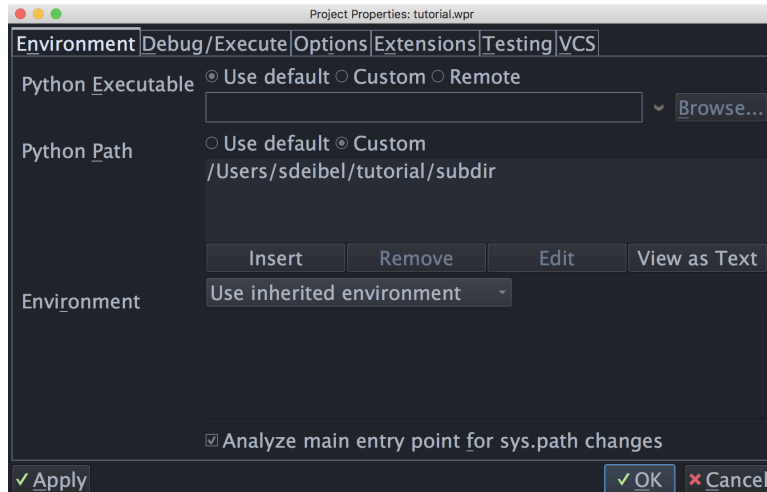 Project Properties: tutorial.wpr
Environment Debug/Execute Options Extensions Testing VCS
Python Executable Use default Custom Remote
Browse...
Python Path Use default Custom
/Users/sdeibel/tutorial/subdir
Insert Remove Edit View as Text
Environment Use inherited environment
Analyze main entry point for sys.path changes
Apply OK Cancel